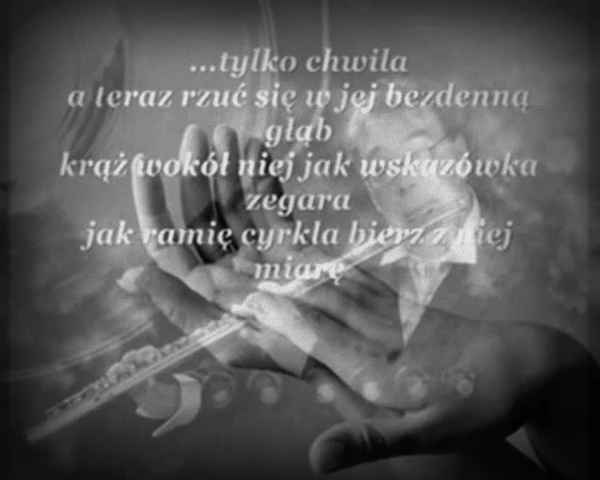 ...tylko chwila
a teraz rzuć się w jej bezdenną
głąb
krąż wokół niej jak wskazówka
zegara
jak ramię cyrkla bierz z niej
miarę